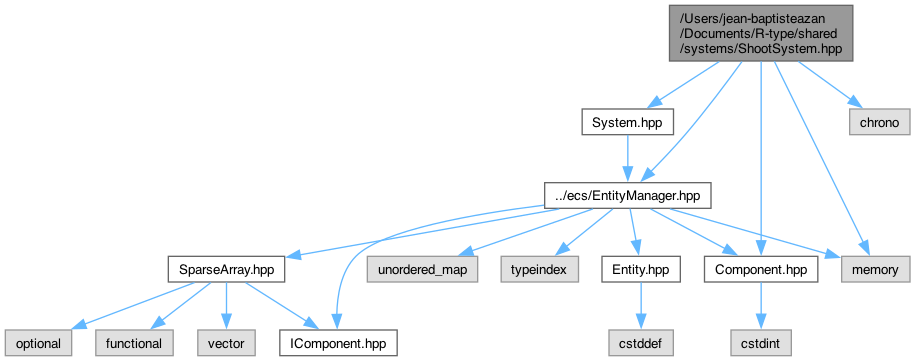 /Users/jean-baptisteazan
/Documents/R-type/shared
/systems/ShootSystem.hpp
System.hpp
chrono
../ecs/EntityManager.hpp
SparseArray.hpp
unordered_map
typeindex
Entity.hpp
Component.hpp
memory
optional
functional
vector
IComponent.hpp
cstddef
cstdint